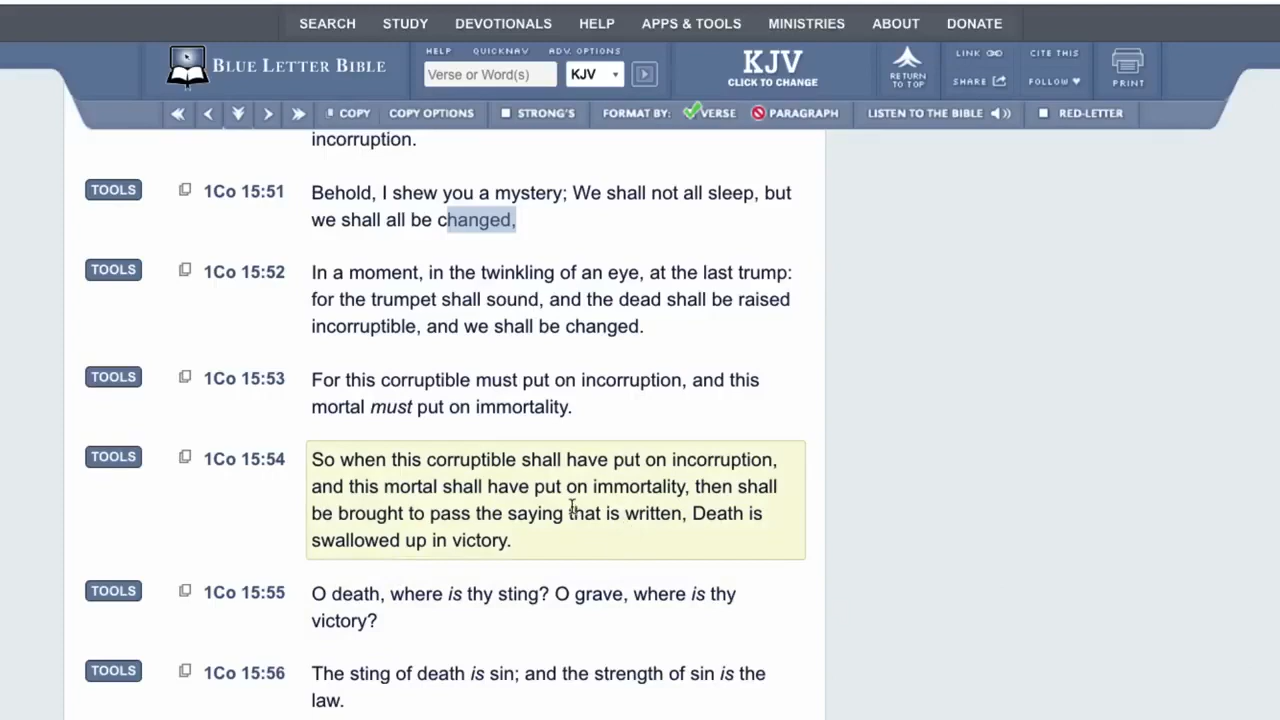 SEARCH STUDY DEVOTIONALS HELP APPS & TOOLS MINISTRIES ABOUT DONATE
BLUE LETTER BIBLE
HELP QUICKNAV ADV. OPTIONS
Verse or Word(s) KJV
KJV
CLICK TO CHANGE
RETURN
TO TOP
LINK
SHARE
CITE THIS
FOLLOW
PRINT
COPY COPY OPTIONS STRONG'S FORMAT BY: VERSE PARAGRAPH LISTEN TO THE BIBLE RED-LETTER
incorruption.
TOOLS 1Co 15:51 Behold, I shew you a mystery; We shall not all sleep, but
we shall all be changed,
TOOLS 1Co 15:52 In a moment, in the twinkling of an eye, at the last trump:
for the trumpet shall sound, and the dead shall be raised
incorruptible, and we shall be changed.
TOOLS 1Co 15:53 For this corruptible must put on incorruption, and this
mortal must put on immortality.
TOOLS 1Co 15:54 So when this corruptible shall have put on incorruption,
and this mortal shall have put on immortality, then shall
be brought to pass the saying that is written, Death is
swallowed up in victory.
TOOLS 1Co 15:55 O death, where is thy sting? O grave, where is thy
victory?
TOOLS 1Co 15:56 The sting of death is sin; and the strength of sin is the
law.